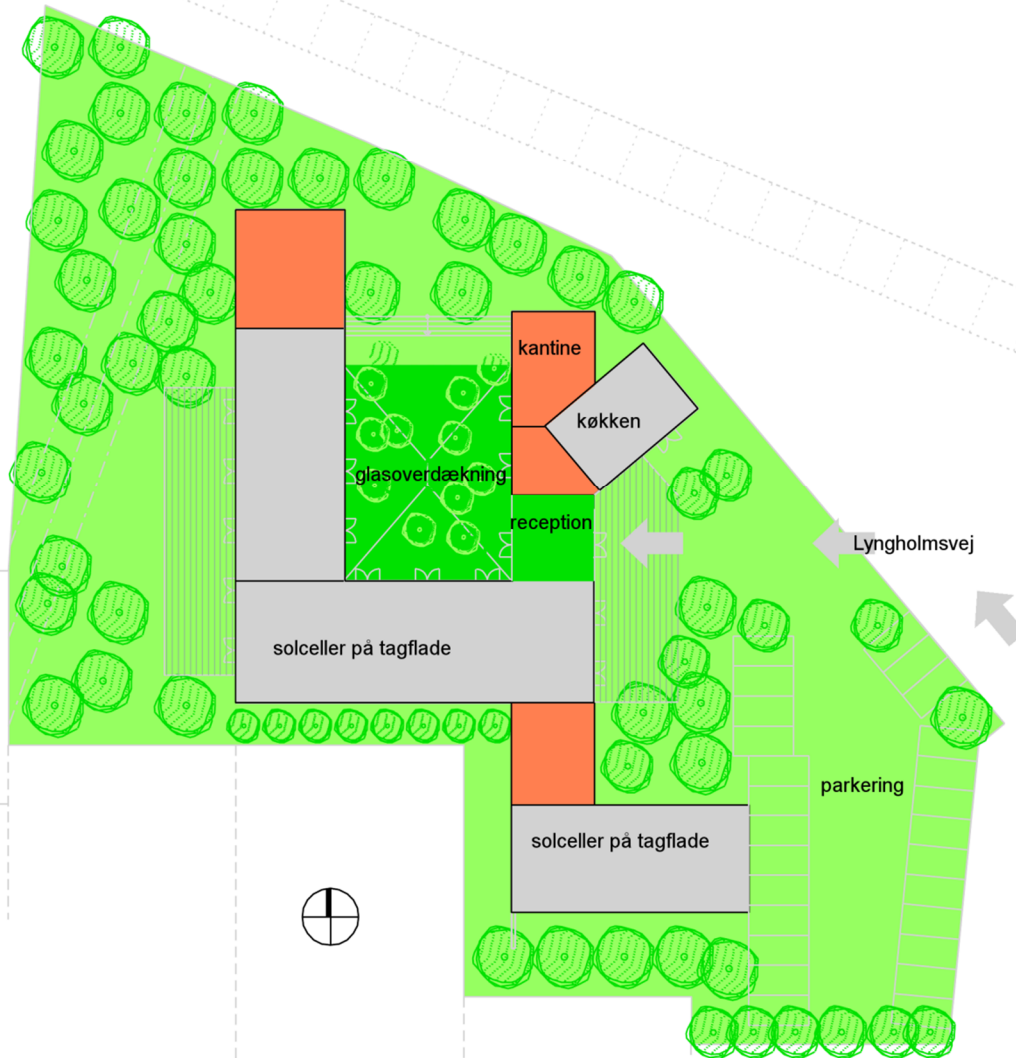 kantine
køkken
glasoverdækning
reception
Lyngholmsvej
solceller på tagflade
parkering
solceller på tagflade